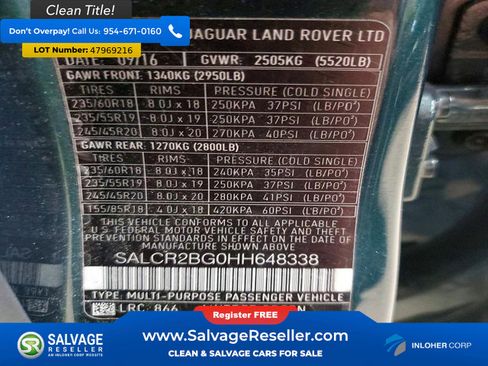 Clean Title!
Don't Overpay! Call Us: 954-671-0160
Lot Number: 47969216
JAGUAR LAND ROVER LTD
DATE 09/16 GVWR: 2505KG (5520LB)
GAWR FRONT: 1340KG (2950LB)
TIRES RIMS PRESSURE (COLD SINGLE)
235/60R18 8.0J x 18 250KPA 37PSI (LB/PO²)
235/55R19 8.0J x 19 250KPA 37PSI (LB/PO²)
245/45R20 8.0J x 20 270KPA 40PSI (LB/PO²)
GAWR REAR: 1270KG (2800LB)
TIRES RIMS PRESSURE (COLD SINGLE)
235/60R18 8.0J x 18 240KPA 35PSI (LB/PO²)
235/55R19 8.0J x 19 250KPA 37PSI (LB/PO²)
245/45R20 8.0J x 20 280KPA 41PSI (LB/PO²)
155/85R18 4.0J x 18 420KPA 60PSI (LB/PO²)
THIS VEHICLE CONFORMS TO ALL APPLICABLE
U.S. FEDERAL MOTOR VEHICLE SAFETY STANDARDS
IN EFFECT ON THE DATE OF MANUFACTURE SHOWN
ABOVE
SALCR2BG0HH648338
TYPE: MULTI-PURPOSE PASSENGER VEHICLE
LRC: 866
Register FREE!
SALVAGE
RESELLER
AN INLOHER CORP WEBSITE
www.SalvageReseller.com
CLEAN & SALVAGE CARS FOR SALE
INLOHER CORP